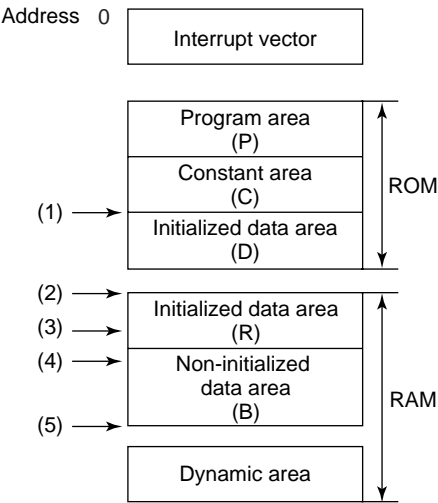 Address 0
Interrupt vector
Program area
(P)
Constant area
(C)
ROM
(1)
Initialized data area
(D)
(2)
Initialized data area
(R)
(3)
(4)
Non-initialized
data area
(B)
RAM
(5)
Dynamic area